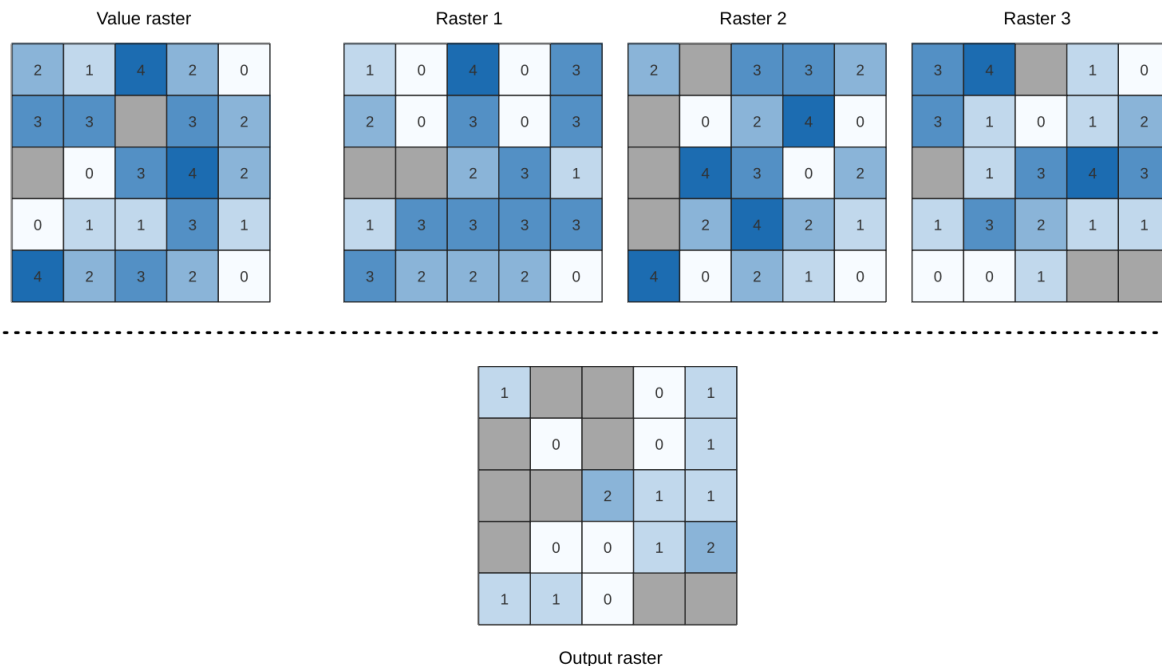 Value raster Raster 1 Raster 2 Raster 3
2 1 4 2 0 1 0 4 0 3 2 3 3 2 3 4 1 0
3 3 3 2 2 0 3 0 3 0 2 4 0 3 1 0 1 2
0 3 4 2 2 3 1 4 3 0 2 1 3 4 3
0 1 1 3 1 1 3 3 3 3 2 4 2 1 1 3 2 1 1
4 2 3 2 0 3 2 2 2 0 4 0 2 1 0 0 0 1
1 0 1
0 0 1
2 1 1
0 0 1 2
1 1 0
Output raster